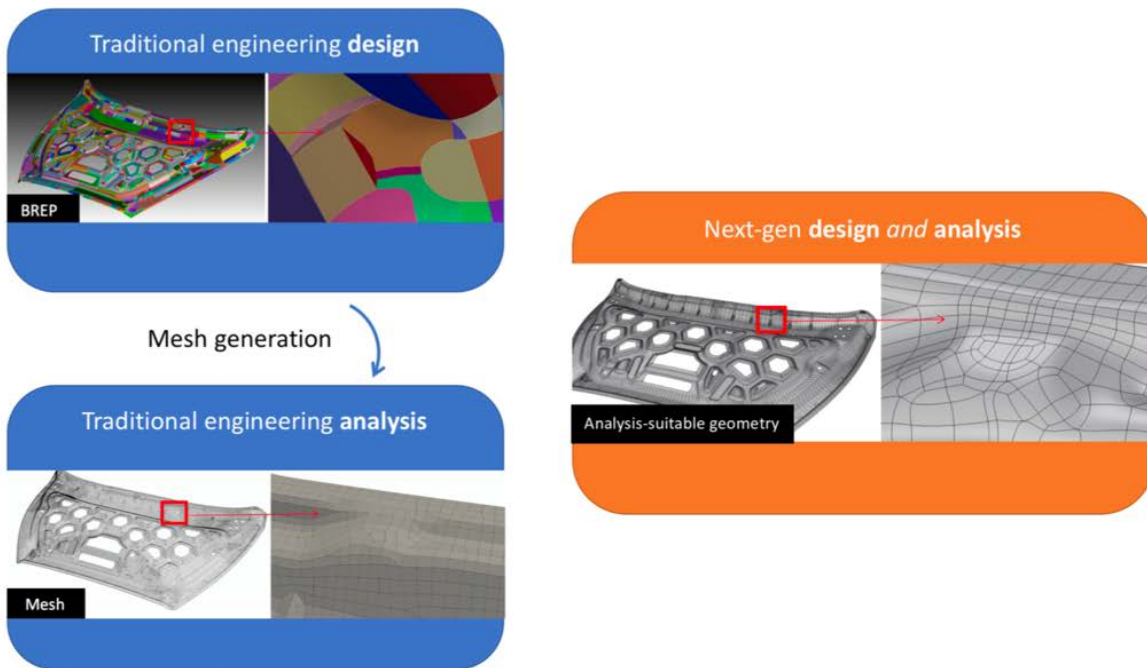 Traditional engineering design
BREP
Mesh generation
Traditional engineering analysis
Mesh
Next-gen design and analysis
Analysis-suitable geometry